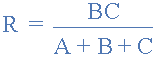 R = BC / (A + B + C)